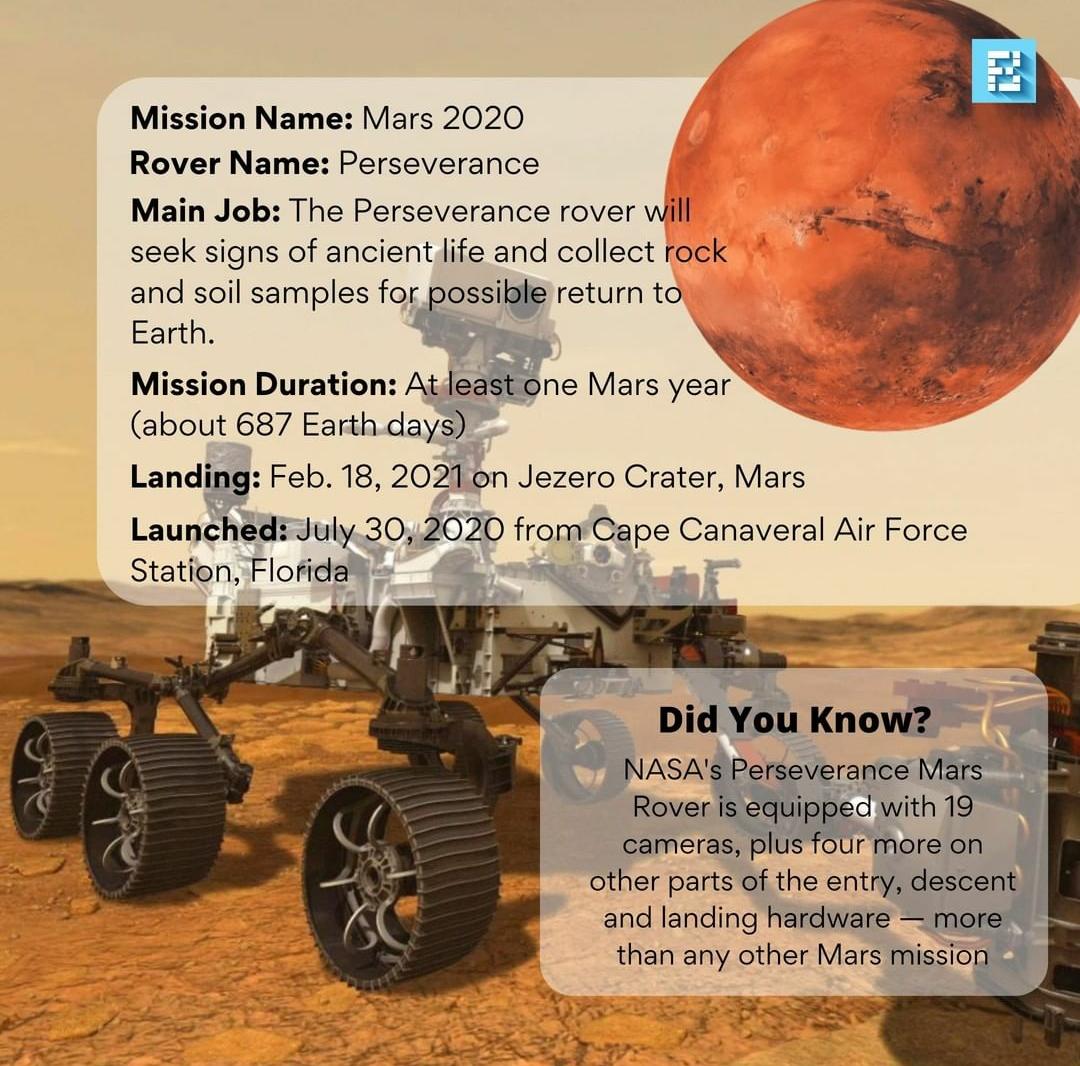 Mission Name: Mars 2020
Rover Name: Perseverance
Main Job: The Perseverance rover will
seek signs of ancient life and collect rock
and soil samples for possible return to
Earth.
Mission Duration: At least one Mars year
(about 687 Earth days)
Landing: Feb. 18, 2021 on Jezero Crater, Mars
Launched: July 30, 2020 from Cape Canaveral Air Force
Station, Florida
Did You Know?
NASA's Perseverance Mars
Rover is equipped with 19
cameras, plus four more on
other parts of the entry, descent
and landing hardware — more
than any other Mars mission